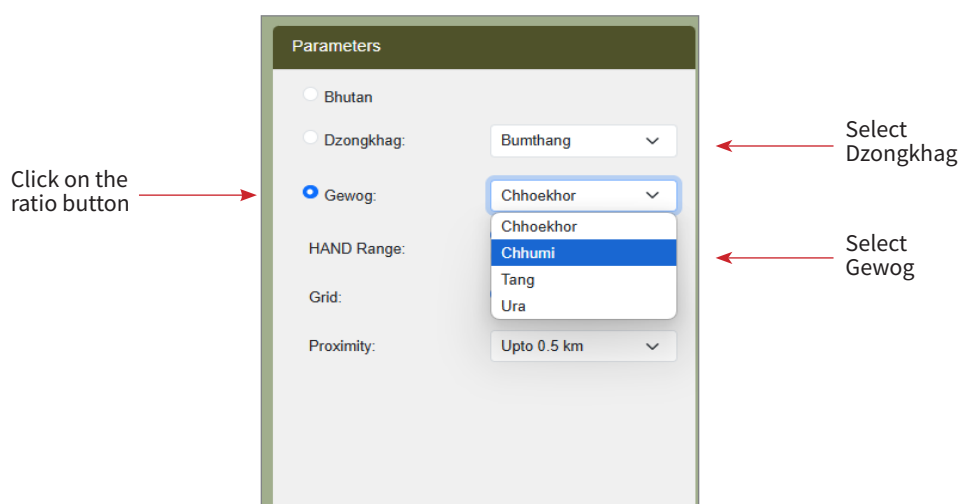 Parameters
Bhutan
Dzongkhag:
Bumthang
Select
Dzongkhag
Click on the
ratio button
Gewog:
Chhoekhor
Chhoekhor
Chhumi
Tang
Ura
Select
Gewog
HAND Range:
Grid:
Proximity:
Upto 0.5 km